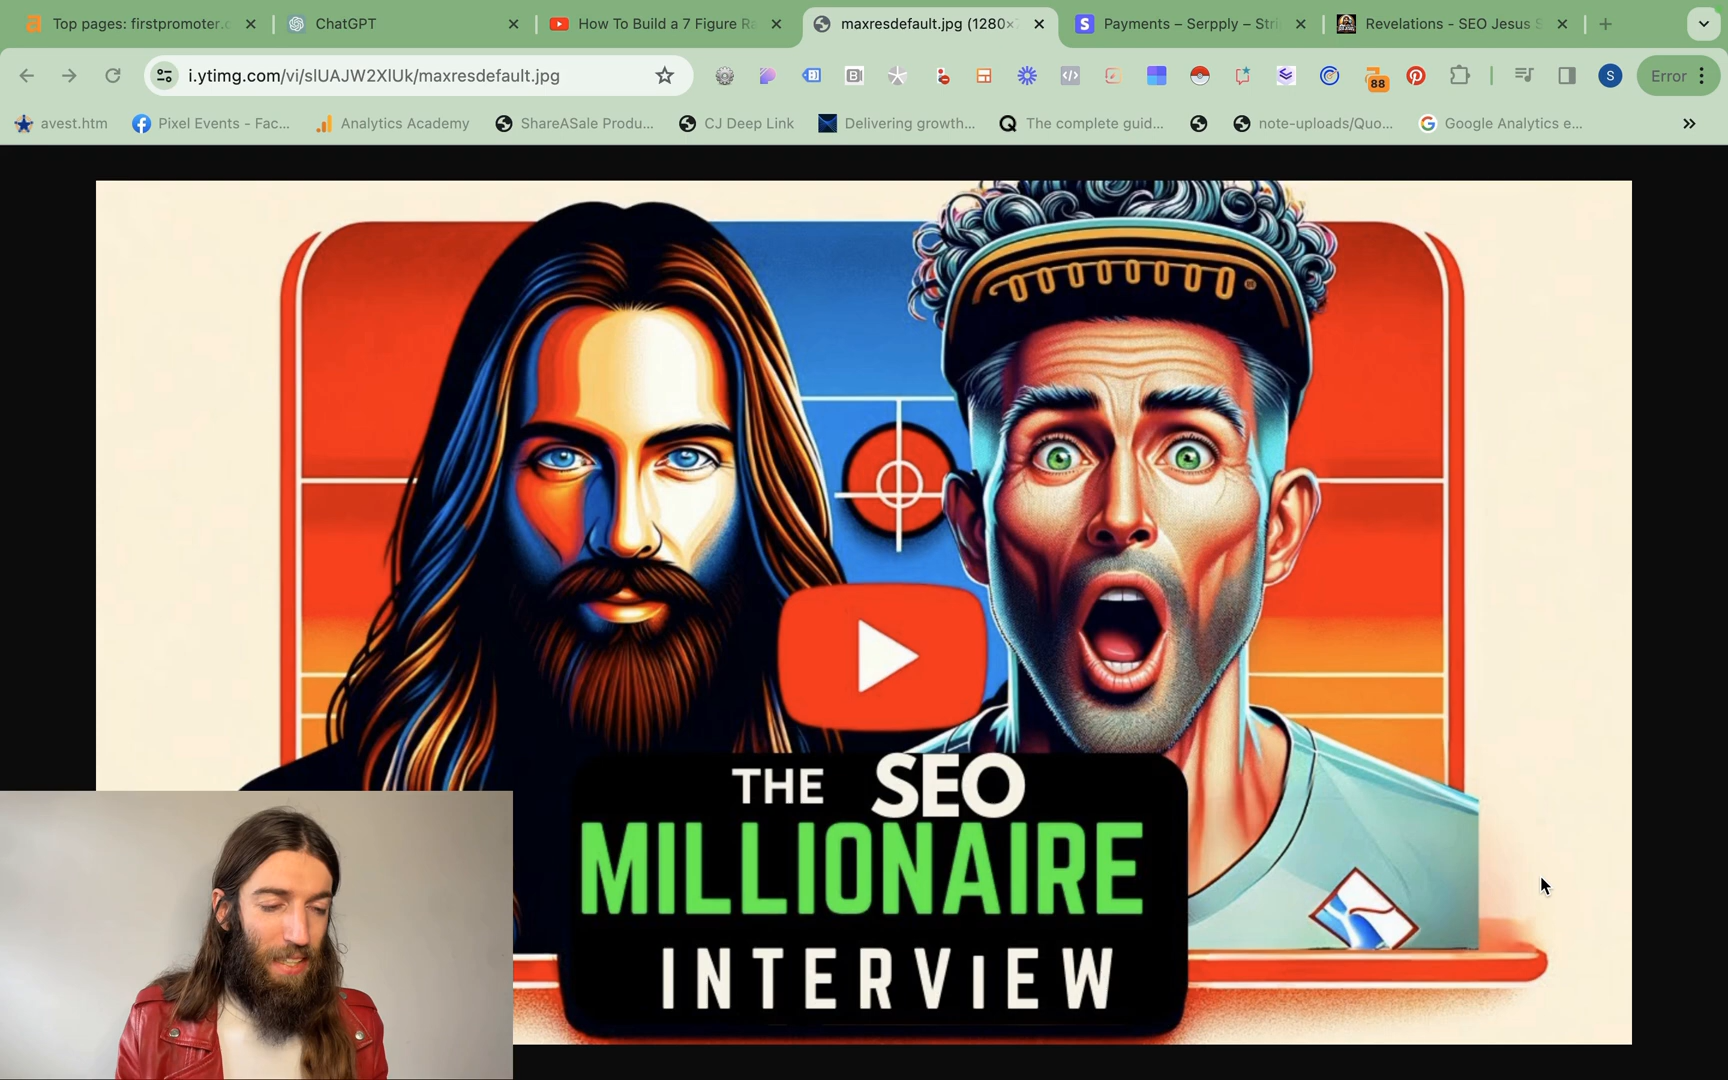 Top pages: firstpromoter.c
ChatGPT
How To Build a 7 Figure Ra
maxresdefault.jpg (1280×7
Payments – Serpply – Stri
Revelations - SEO Jesus S
i.ytimg.com/vi/slUAJW2XlUk/maxresdefault.jpg
88
S
Error
avest.htm
Pixel Events - Fac...
Analytics Academy
ShareASale Produ...
CJ Deep Link
Delivering growth...
The complete guid...
note-uploads/Quo...
Google Analytics e...
THE SEO
MILLIONAIRE
INTERVIEW